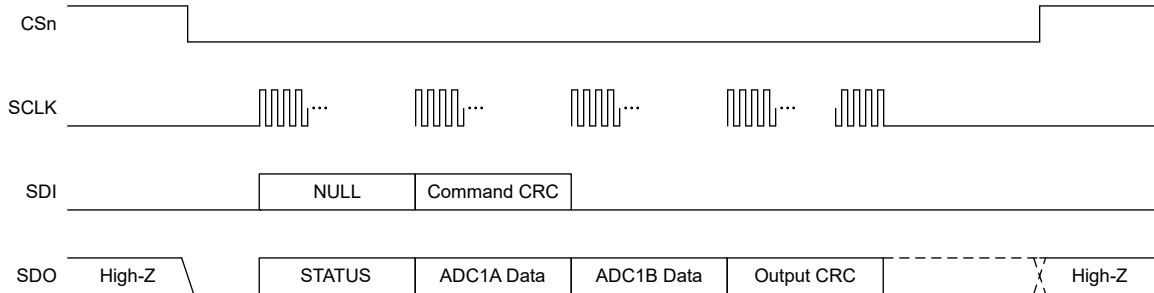 CSn
SCLK
... ... ... ...
SDI NULL Command CRC
SDO High-Z STATUS ADC1A Data ADC1B Data Output CRC High-Z